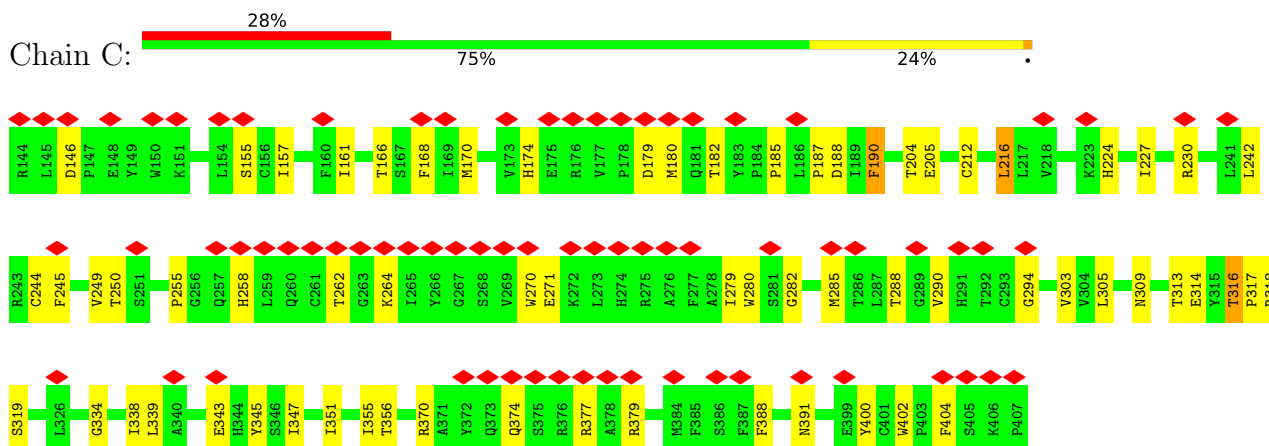 28%
Chain C:
75% 24% •
R144 L145 D146 P147 E148 Y149 W150 K151 L154 S155 C156 I157 F160 I161 T166 S167 F168 I169 M170 V173 H174 E175 R176 V177 P178 D179 M180 Q181 T182 Y183 P184 P185 L186 P187 D188 I189 F190 T204 E205 C212 L216 L217 V218 K223 H224 I227 R230 L241 L242
R243 C244 F245 V249 T250 S251 P255 G256 Q257 H258 L259 Q260 C261 T262 G263 K264 T265 Y266 G267 S268 V269 W270 E271 K272 L273 H274 R275 A276 F277 A278 I279 W280 S281 G282 M285 T286 L287 T288 G289 V290 H291 T292 C293 G294 V303 V304 L305 N309 T313 E314 Y315 T316 P317
S319 L326 G334 I338 L339 A340 E343 H344 Y345 S346 I347 I351 I355 T356 R370 A371 Y372 Q373 Q374 S375 R376 R377 A378 R379 M384 F385 S386 F387 F388 N391 E399 Y400 C401 W402 P403 F404 S405 K406 P407